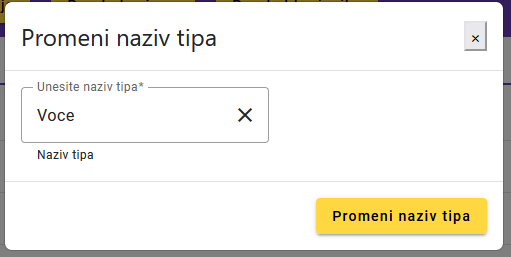 Promeni naziv tipa
×
Unesite naziv tipa*
Voce
Naziv tipa
Promeni naziv tipa